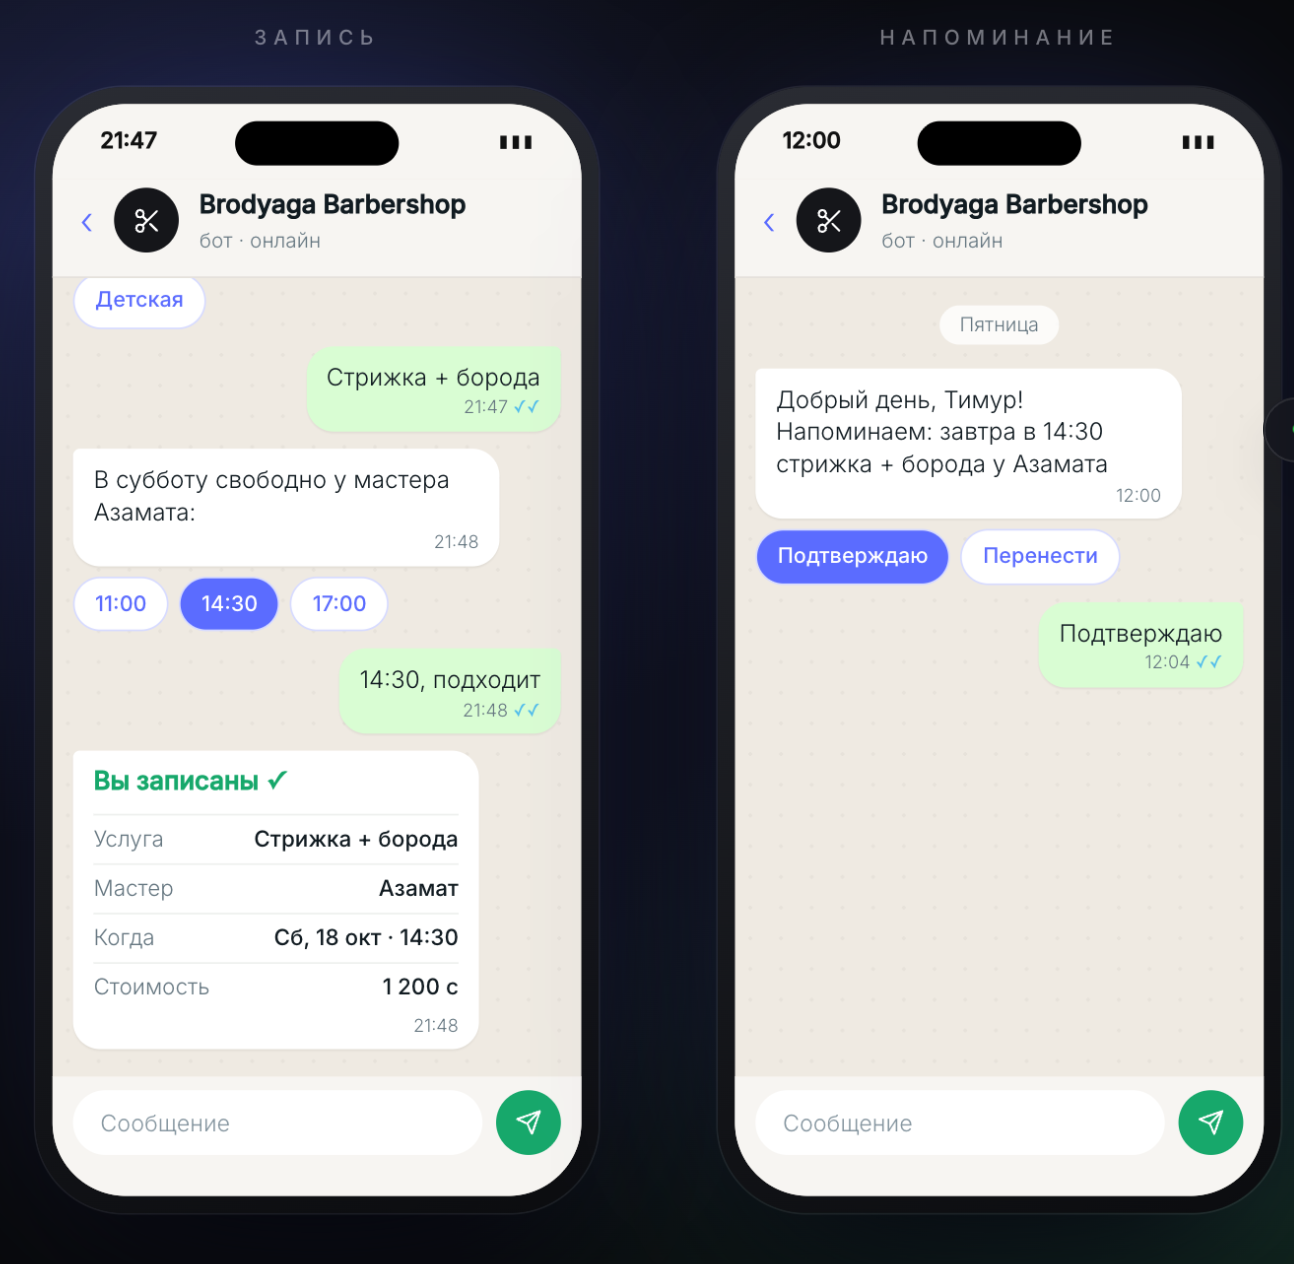 ЗАПИСЬ
21:47
Brodyaga Barbershop
бот · онлайн
Детская
Стрижка + борода
21:47 ✓✓
В субботу свободно у мастера
Азамата:
21:48
11:00 14:30 17:00
14:30, подходит
21:48 ✓✓
Вы записаны ✓
Услуга Стрижка + борода
Мастер Азамат
Когда Сб, 18 окт · 14:30
Стоимость 1 200 с
21:48
Сообщение
НАПОМИНАНИЕ
12:00
Brodyaga Barbershop
бот · онлайн
Пятница
Добрый день, Тимур!
Напоминаем: завтра в 14:30
стрижка + борода у Азамата
12:00
Подтверждаю Перенести
Подтверждаю
12:04 ✓✓
Сообщение